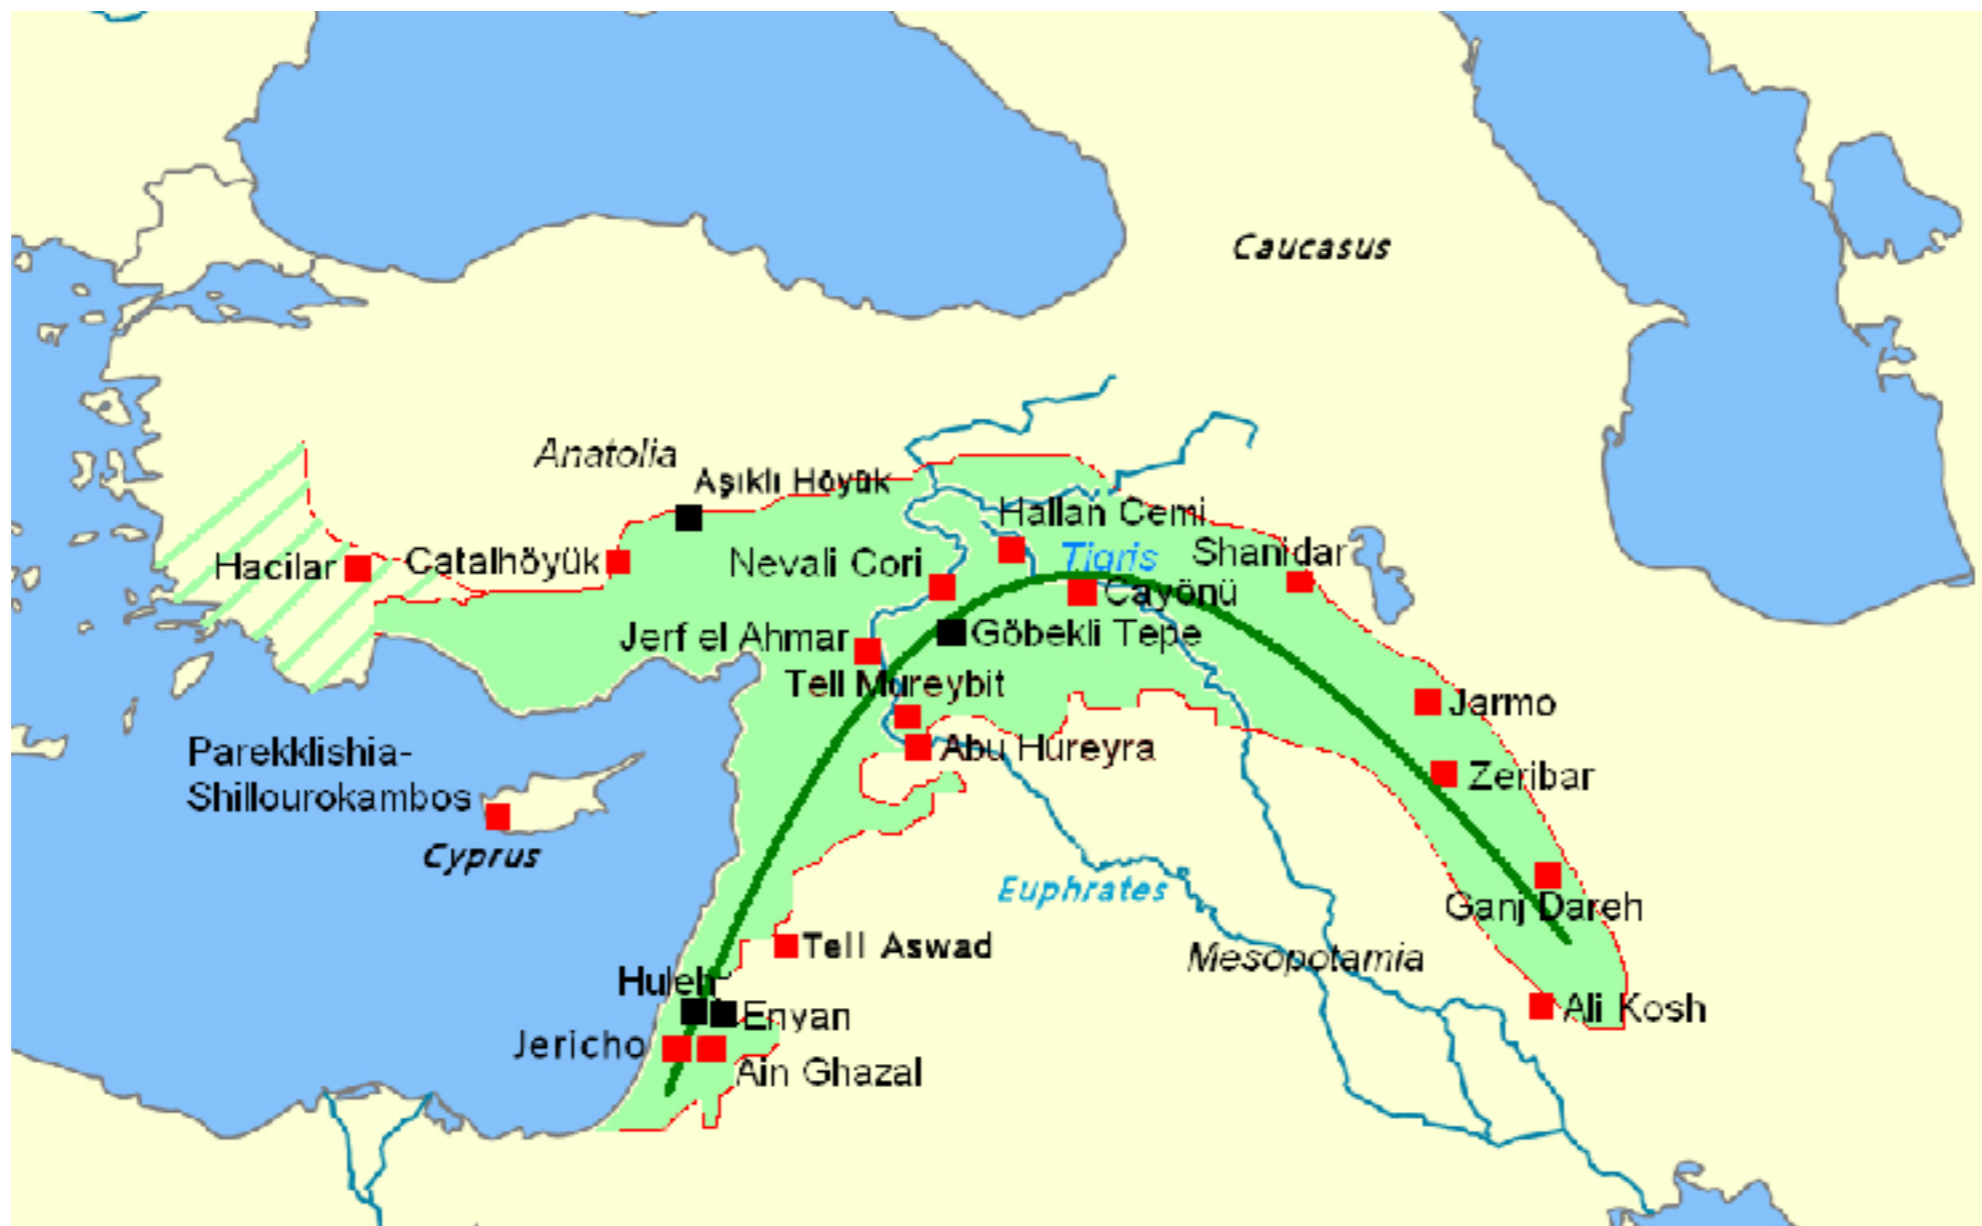 Caucasus
Anatolia
Aşıklı Höyük
Hallan Cemi
Hacilar
Catalhöyük
Nevali Cori
Tigris
Shanidar
Cayönü
Jerf el Ahmar
Göbekli Tepe
Tell Mureybit
Jarmo
Parekklishia-
Shillourokambos
Abu Hureyra
Zeribar
Cyprus
Euphrates
Ganj Dareh
Tell Aswad
Mesopotamia
Huleh
Enyan
Ali Kosh
Jericho
Ain Ghazal